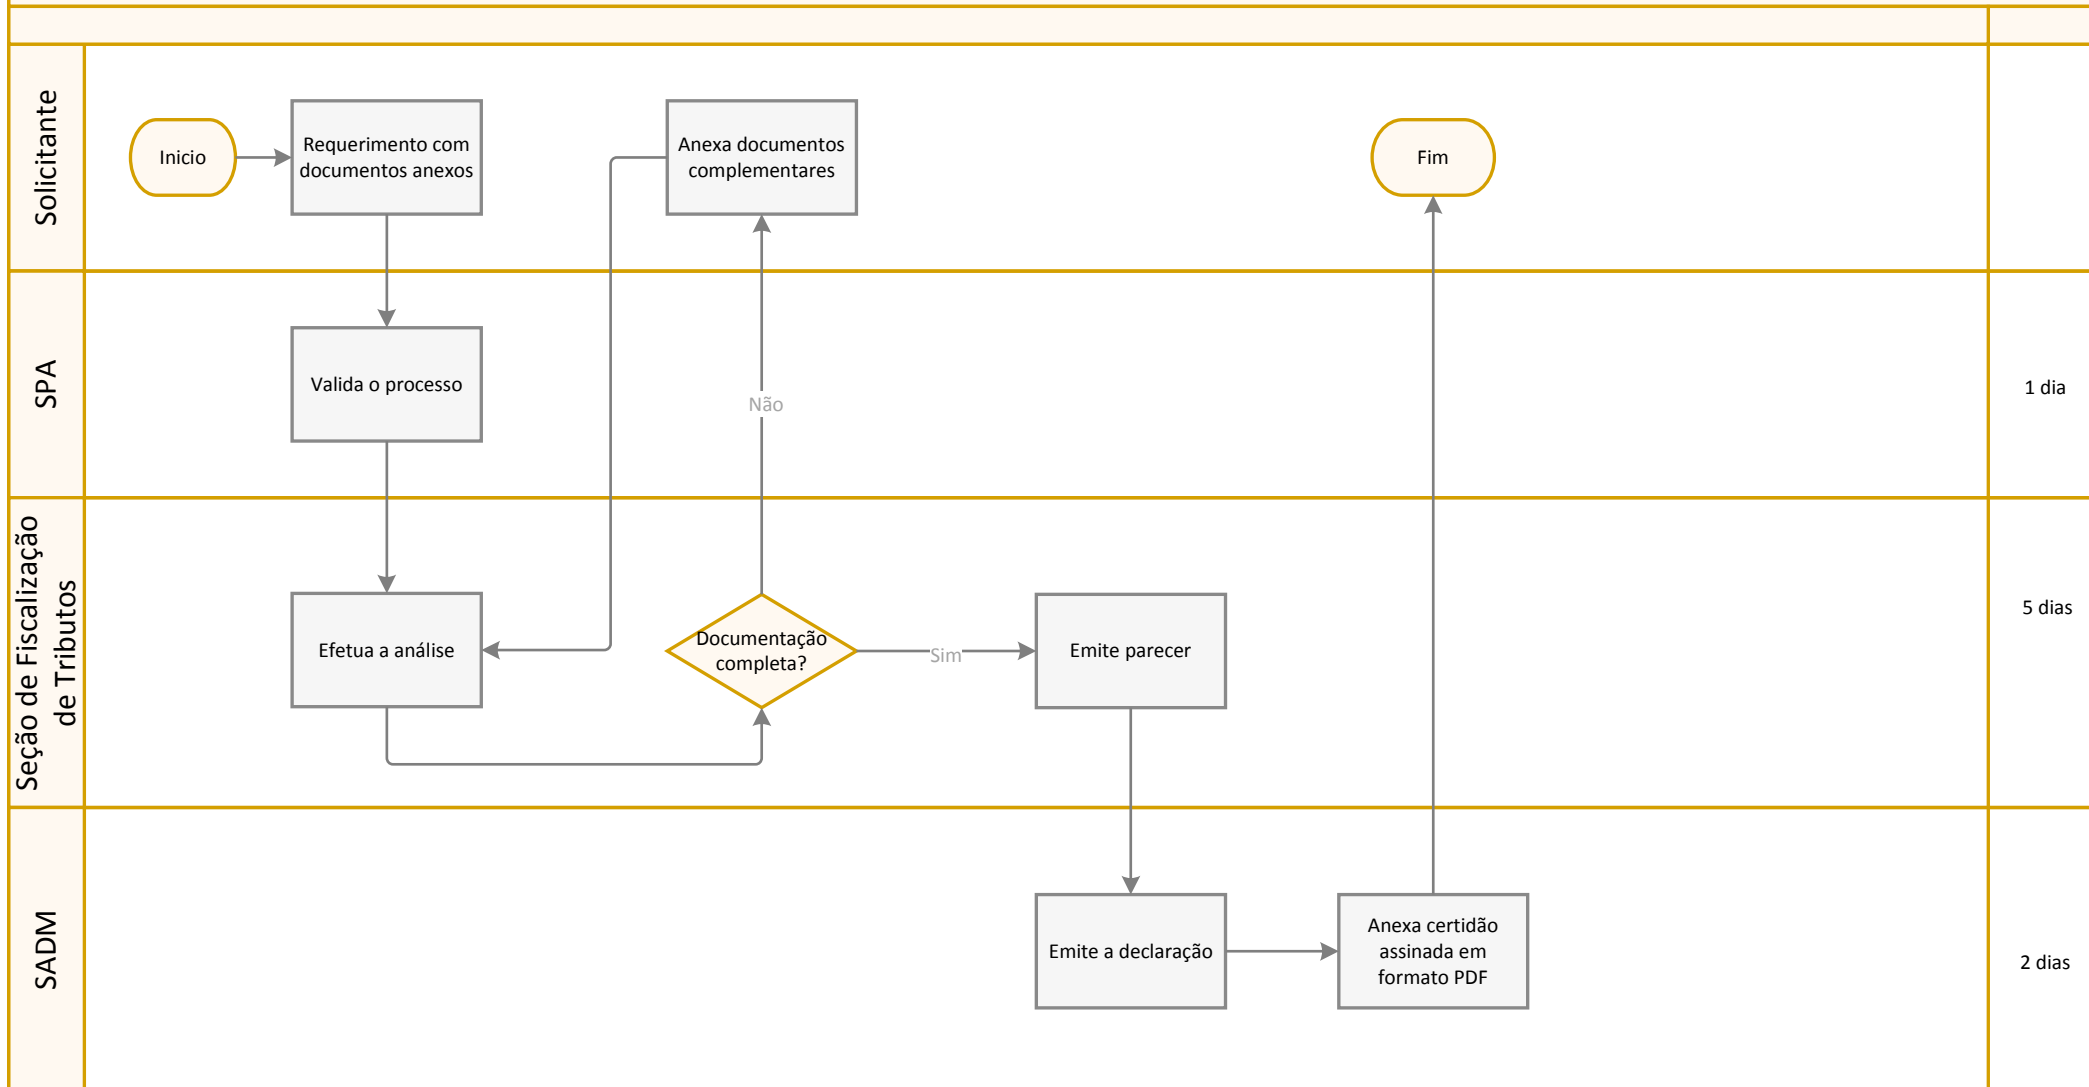 Solicitante
Inicio
Requerimento com
documentos anexos
Anexa documentos
complementares
Fim
SPA
Valida o processo
Não
1 dia
Seção de Fiscalização
de Tributos
Efetua a análise
Documentação
completa?
Sim
Emite parecer
5 dias
SADM
Emite a declaração
Anexa certidão
assinada em
formato PDF
2 dias